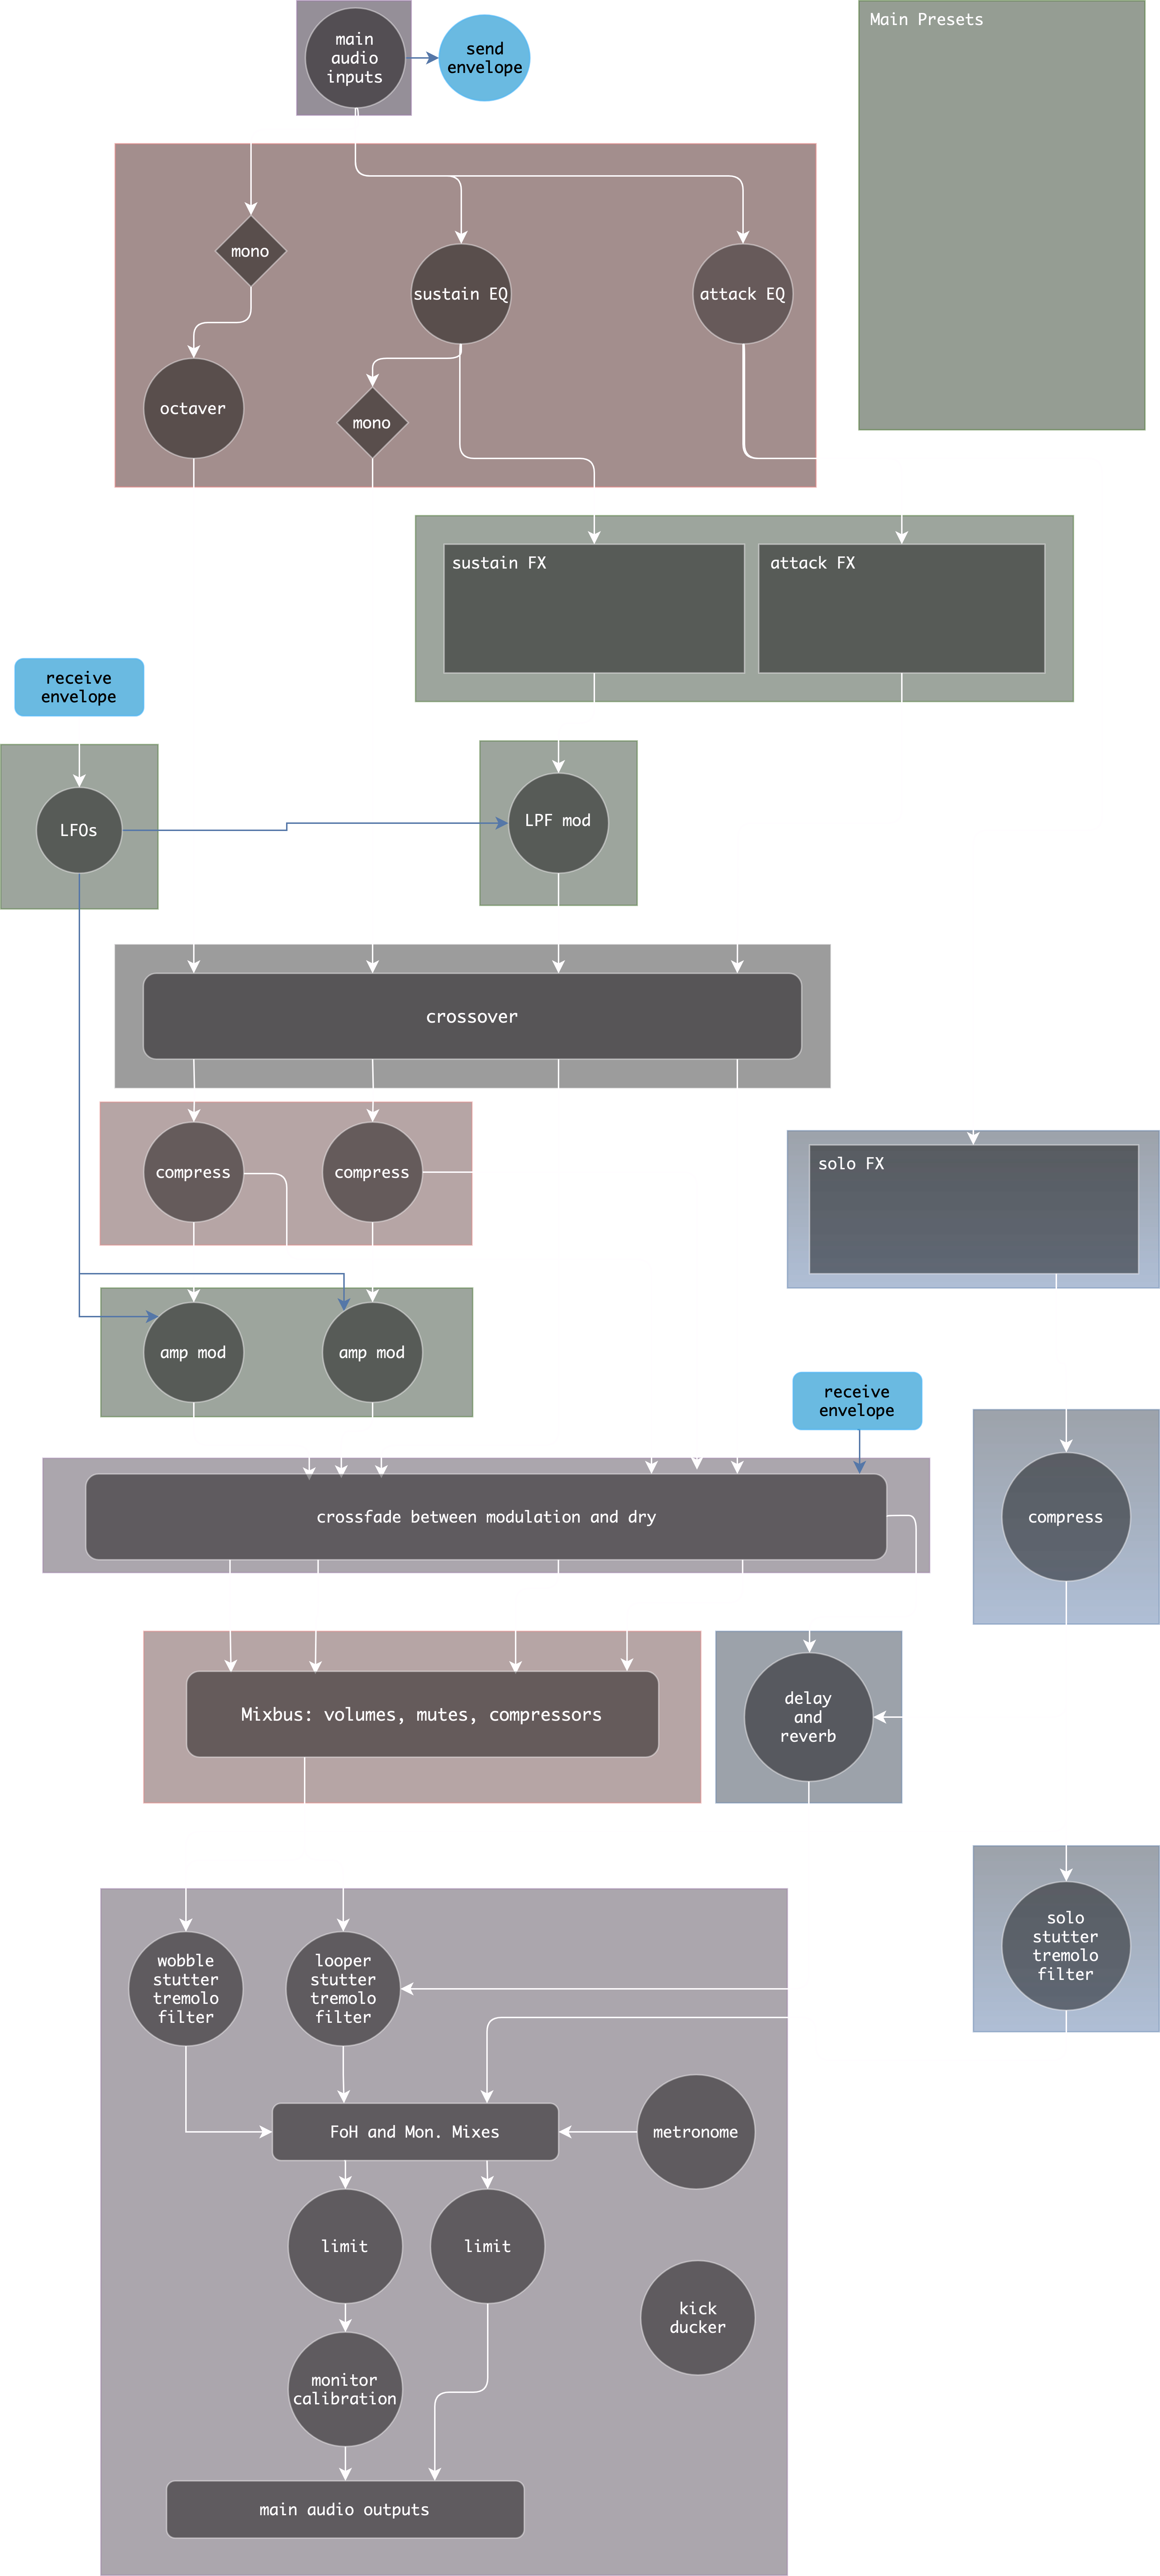 main
audio
inputs
send
envelope
Main Presets
mono
sustain EQ
attack EQ
octaver
mono
sustain FX
attack FX
receive
envelope
LFOs
LPF mod
crossover
compress
compress
solo FX
amp mod
amp mod
receive
envelope
crossfade between modulation and dry
compress
Mixbus: volumes, mutes, compressors
delay
and
reverb
solo
stutter
tremolo
filter
wobble
stutter
tremolo
filter
looper
stutter
tremolo
filter
FoH and Mon. Mixes
metronome
limit
limit
kick
ducker
monitor
calibration
main audio outputs